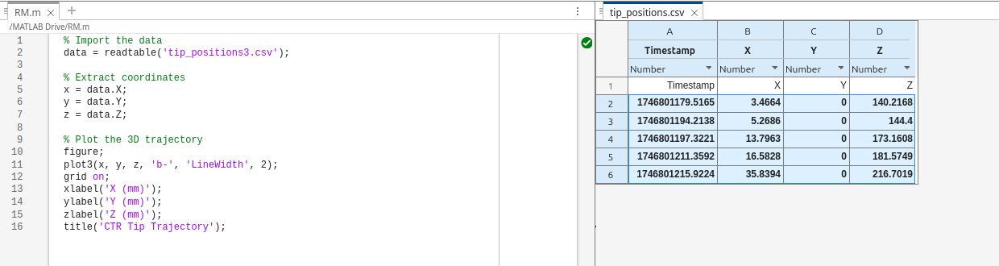 RM.m
/MATLAB Drive/RM.m
1 % Import the data
2 data = readtable('tip_positions3.csv');
3
4 % Extract coordinates
5 x = data.X;
6 y = data.Y;
7 z = data.Z;
8
9 % Plot the 3D trajectory
10 figure;
11 plot3(x, y, z, 'b-', 'LineWidth', 2);
12 grid on;
13 xlabel('X (mm)');
14 ylabel('Y (mm)');
15 zlabel('Z (mm)');
16 title('CTR Tip Trajectory');
tip_positions.csv
A B C D
Timestamp X Y Z
Number Number Number Number
1 Timestamp X Y Z
2 1746801179.5165 3.4664 0 140.2168
3 1746801194.2138 5.2686 0 144.4
4 1746801197.3221 13.7963 0 173.1608
5 1746801211.3592 16.5828 0 181.5749
6 1746801215.9224 35.8394 0 216.7019